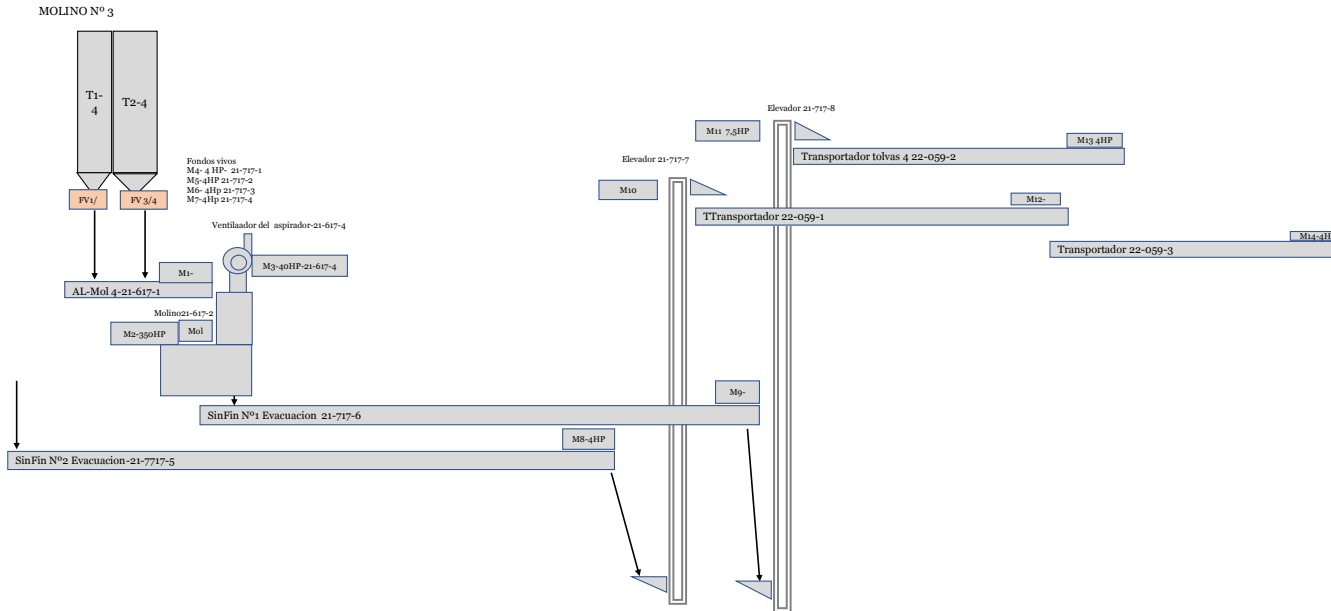 MOLINO Nº 3
T1-
4
T2-4
Fondos vivos
M4- 4 HP- 21-717-1
M5-4HP 21-717-2
M6- 4Hp 21-717-3
M7-4Hp 21-717-4
FV1/
FV 3/4
Ventilaador del aspirador-21-617-4
M3-40HP-21-617-4
M1-
AL-Mol 4-21-617-1
Molino21-617-2
M2-350HP
Mol
Elevador 21-717-8
M11 7,5HP
M13 4HP
Transportador tolvas 4 22-059-2
Elevador 21-717-7
M10
M12-
TTransportador 22-059-1
M14-4H
Transportador 22-059-3
M9-
SinFin Nº1 Evacuacion 21-717-6
M8-4HP
SinFin Nº2 Evacuacion-21-7717-5